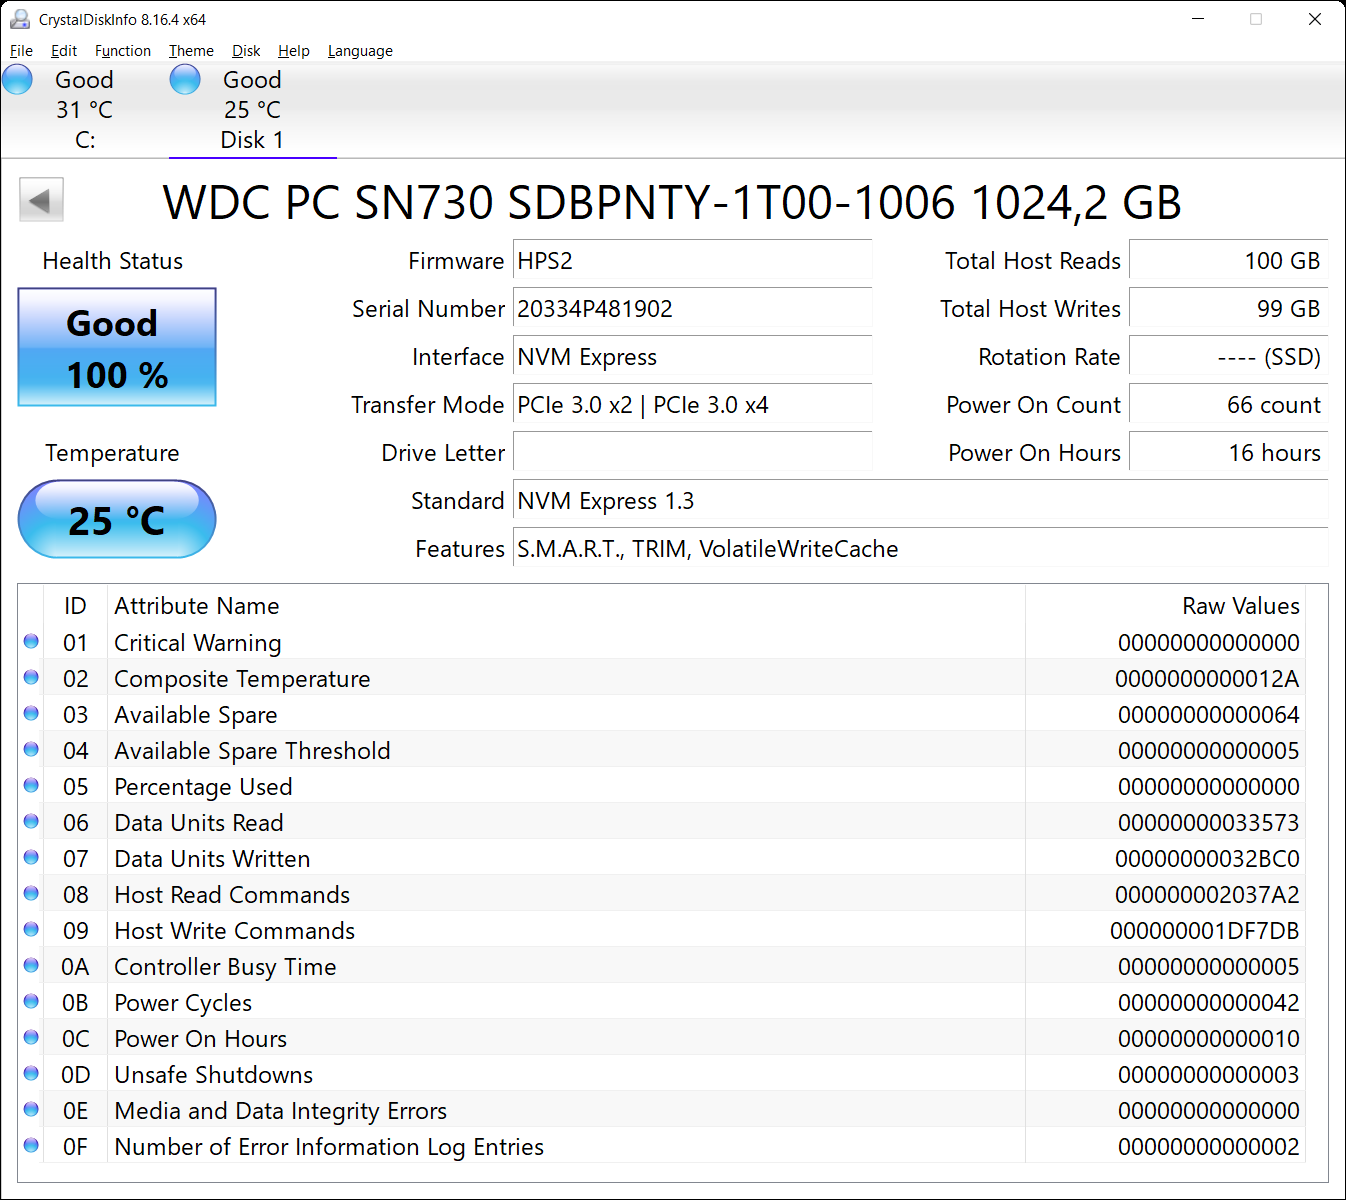 CrystalDiskInfo 8.16.4 x64
File Edit Function Theme Disk Help Language
Good Good
31 °C 25 °C
C: Disk 1
WDC PC SN730 SDBPNTY-1T00-1006 1024,2 GB
Health Status Firmware HPS2 Total Host Reads 100 GB
Good Serial Number 20334P481902 Total Host Writes 99 GB
100 % Interface NVM Express Rotation Rate ---- (SSD)
Transfer Mode PCIe 3.0 x2 | PCIe 3.0 x4 Power On Count 66 count
Temperature Drive Letter Power On Hours 16 hours
25 °C Standard NVM Express 1.3
Features S.M.A.R.T., TRIM, VolatileWriteCache
ID Attribute Name Raw Values
01 Critical Warning 00000000000000
02 Composite Temperature 0000000000012A
03 Available Spare 00000000000064
04 Available Spare Threshold 00000000000005
05 Percentage Used 00000000000000
06 Data Units Read 00000000033573
07 Data Units Written 00000000032BC0
08 Host Read Commands 000000002037A2
09 Host Write Commands 000000001DF7DB
0A Controller Busy Time 00000000000005
0B Power Cycles 00000000000042
0C Power On Hours 00000000000010
0D Unsafe Shutdowns 00000000000003
0E Media and Data Integrity Errors 00000000000000
0F Number of Error Information Log Entries 00000000000002